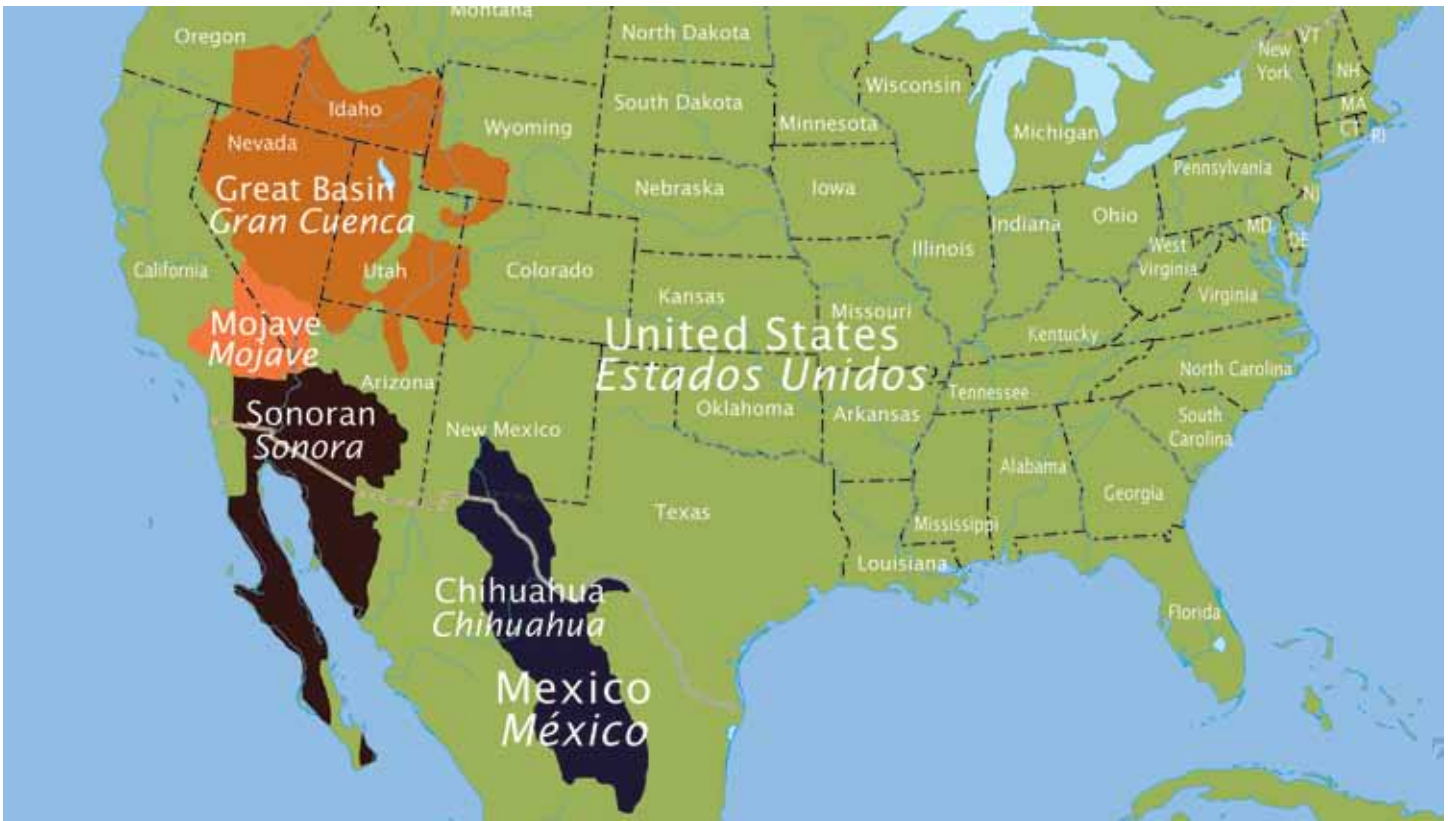 Montana
Oregon
North Dakota
VT
New
York
NH
Wisconsin
Idaho
South Dakota
MA
Wyoming
Minnesota
Michigan
CT
RI
Nevada
Pennsylvania
Great Basin
Gran Cuenca
Nebraska
Iowa
NJ
Indiana
Ohio
MD
DE
Illinois
West
Virginia
California
Utah
Colorado
Kansas
Virginia
Missouri
Mojave
Mojave
United States
Estados Unidos
Kentucky
Arizona
North Carolina
Tennessee
Sonoran
Sonora
Oklahoma
Arkansas
South
Carolina
New Mexico
Alabama
Georgia
Texas
Mississippi
Louisiana
Chihuahua
Chihuahua
Florida
Mexico
México